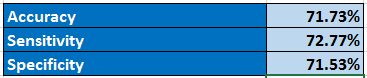 Accuracy 71.73%
Sensitivity 72.77%
Specificity 71.53%